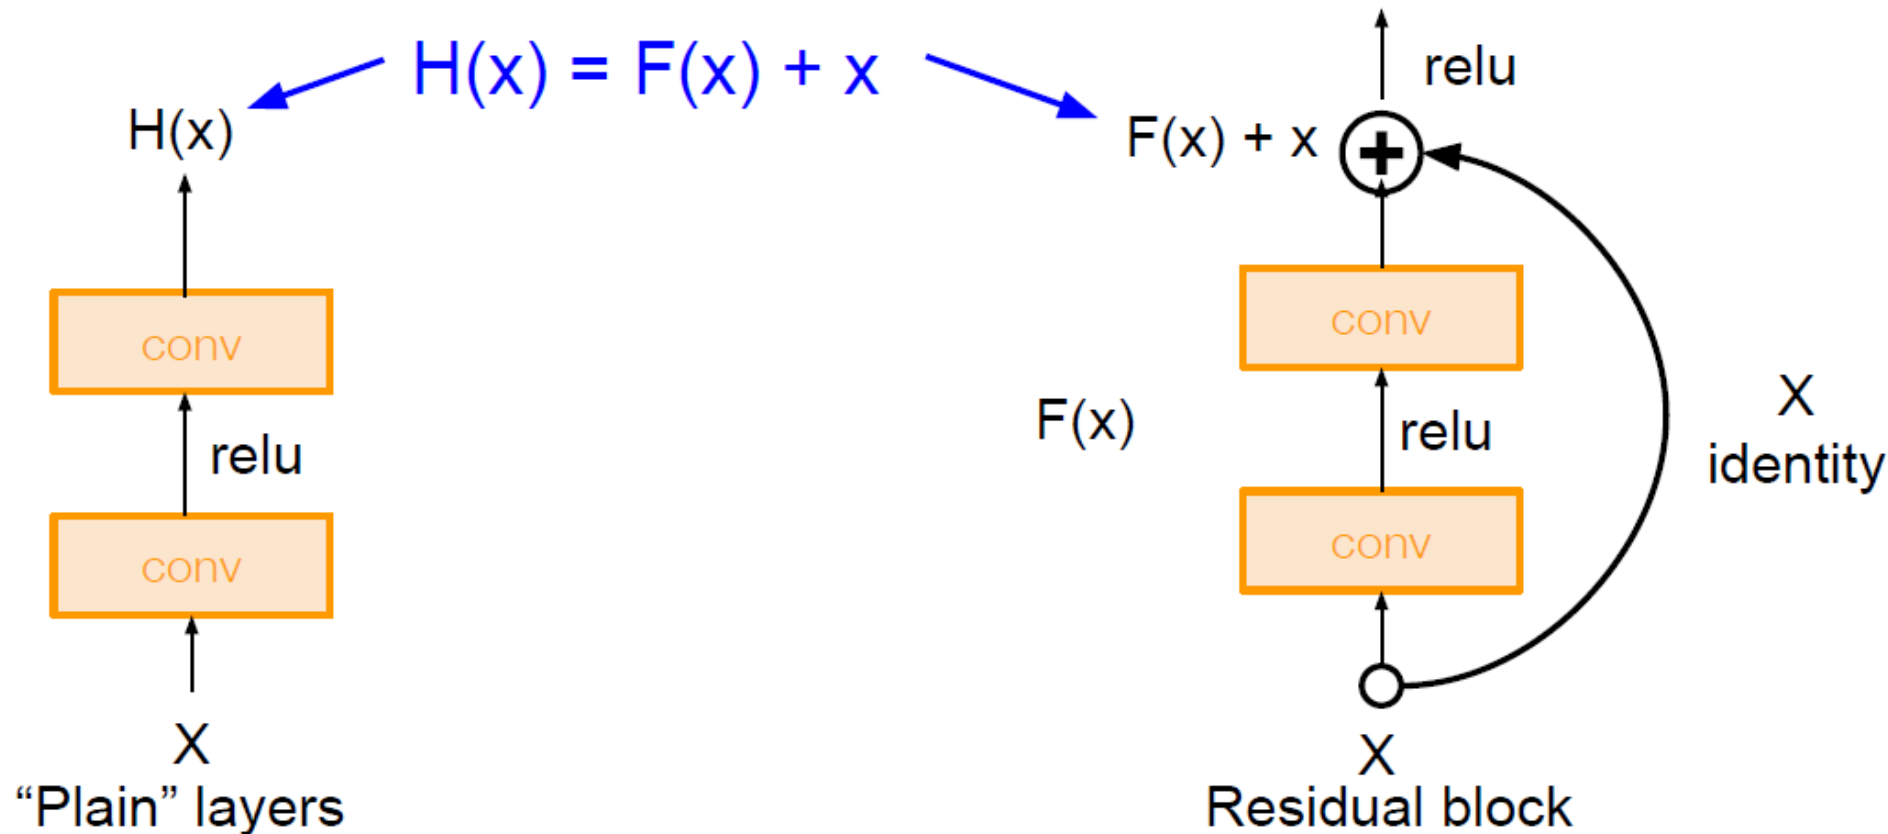 H(x) = F(x) + x
H(x)
conv
relu
conv
X
“Plain” layers
relu
F(x) + x
+
conv
F(x)
relu
conv
X
identity
X
Residual block